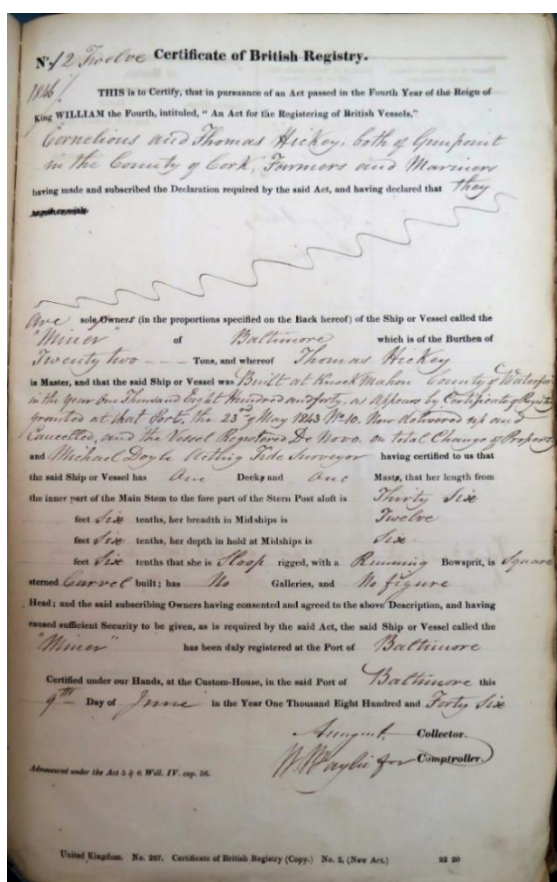 No. 12 Twelve Certificate of British Registry.
1846/. THIS is to Certify, that in pursuance of an Act passed in the Fourth Year of the Reign of
King WILLIAM the Fourth, intituled, "An Act for the Registering of British Vessels,"
Cornelious and Thomas Hickey, both of Gunpoint
in the County of Cork, Farmers and Mariners
having made and subscribed the Declaration required by the said Act, and having declared that they
are sole Owners (in the proportions specified on the Back hereof) of the Ship or Vessel called the
"Miner" of Baltimore which is of the Burthen of
Twenty two - - - Tons, and whereof Thomas Hickey
is Master, and that the said Ship or Vessel was Built at Knock Mahon County of
in the year One Thousand Eight Hundred and forty, as appears by Certificate of
granted at that Port, the 23rd of May 1843 No. 10. Now delivered up and
Cancelled, and the Vessel Registered De Novo. on Total Change of Property
and Michael Doyle Acting Tide Surveyor having certified to us that
the said Ship or Vessel has One Decks and One Masts, that her length from
the inner part of the Main Stem to the fore part of the Stern Post aloft is Thirty Six
feet Six tenths, her breadth in Midships is Twelve
feet Six tenths, her depth in hold at Midships is Six
feet Six tenths that she is Sloop rigged, with a Running Bowsprit, is Square
sterned Carvel built; has No Galleries, and No figure
Head; and the said subscribing Owners having consented and agreed to the above Description, and having
caused sufficient Security to be given, as is required by the said Act, the said Ship or Vessel called the
"Miner" has been duly registered at the Port of Baltimore
Certified under our Hands, at the Custom-House, in the said Port of Baltimore this
9th Day of June in the Year One Thousand Eight Hundred and Forty Six
Collector.
for Comptroller.
Admeasured under the Act 5 & 6 Will. IV. cap. 56.
United Kingdom. No. 287. Certificate of British Registry (Copy.) No. 2, (New Act.) 22 20